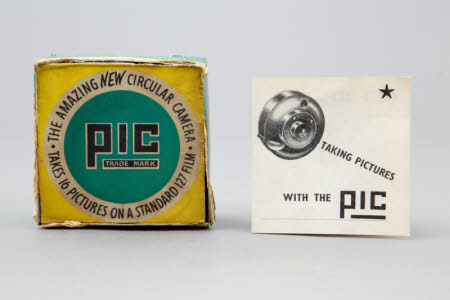 · THE AMAZING NEW CIRCULAR CAMERA ·
TAKES 16 PICTURES ON A STANDARD 127 FILM
PIC
TRADE MARK
TAKING PICTURES
WITH THE PIC